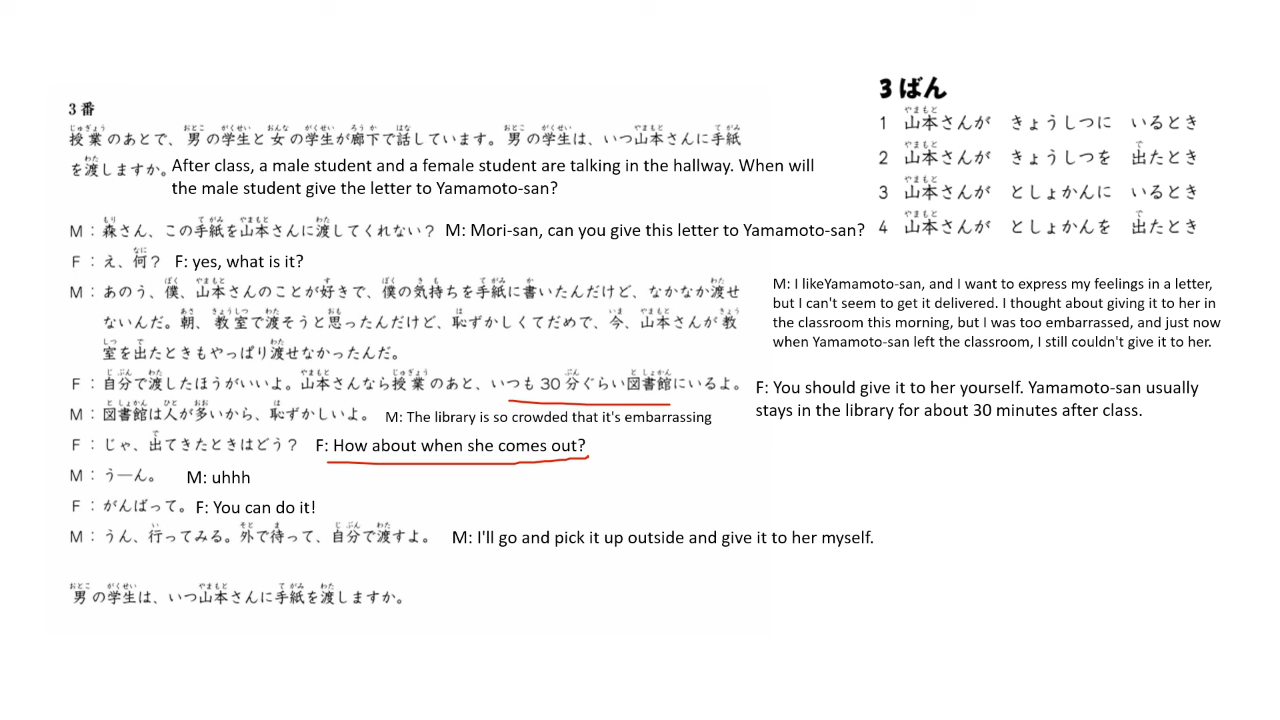 3番
授業のあとで、男の学生と女の学生が廊下で話しています。男の学生は、いつ山本さんに手紙
を渡しますか。
After class, a male student and a female student are talking in the hallway. When will
the male student give the letter to Yamamoto-san?
M：森さん、この手紙を山本さんに渡してくれない？ M: Mori-san, can you give this letter to Yamamoto-san?
F：え、何？ F: yes, what is it?
M：あのう、僕、山本さんのことが好きで、僕の気持ちを手紙に書いたんだけど、なかなか渡せ
ないんだ。朝、教室で渡そうと思ったんだけど、恥ずかしくてだめで、今、山本さんが教
室を出たときもやっぱり渡せなかったんだ。
M: I likeYamamoto-san, and I want to express my feelings in a letter,
but I can't seem to get it delivered. I thought about giving it to her in
the classroom this morning, but I was too embarrassed, and just now
when Yamamoto-san left the classroom, I still couldn't give it to her.
F：自分で渡したほうがいいよ。山本さんなら授業のあと、いつも30分ぐらい図書館にいるよ。
F: You should give it to her yourself. Yamamoto-san usually
stays in the library for about 30 minutes after class.
M：図書館は人が多いから、恥ずかしいよ。 M: The library is so crowded that it's embarrassing
F：じゃ、出てきたときはどう？ F: How about when she comes out?
M：うーん。 M: uhhh
F：がんばって。 F: You can do it!
M：うん、行ってみる。外で待って、自分で渡すよ。 M: I'll go and pick it up outside and give it to her myself.
男の学生は、いつ山本さんに手紙を渡しますか。
3ばん
1 山本さんが きょうしつに いるとき
2 山本さんが きょうしつを 出たとき
3 山本さんが としょかんに いるとき
4 山本さんが としょかんを 出たとき